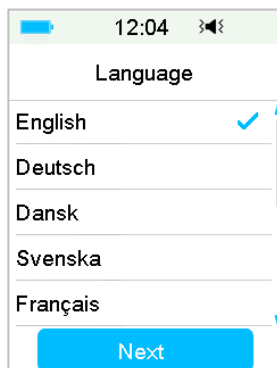 12:04
Language
English
Deutsch
Dansk
Svenska
Français
Next